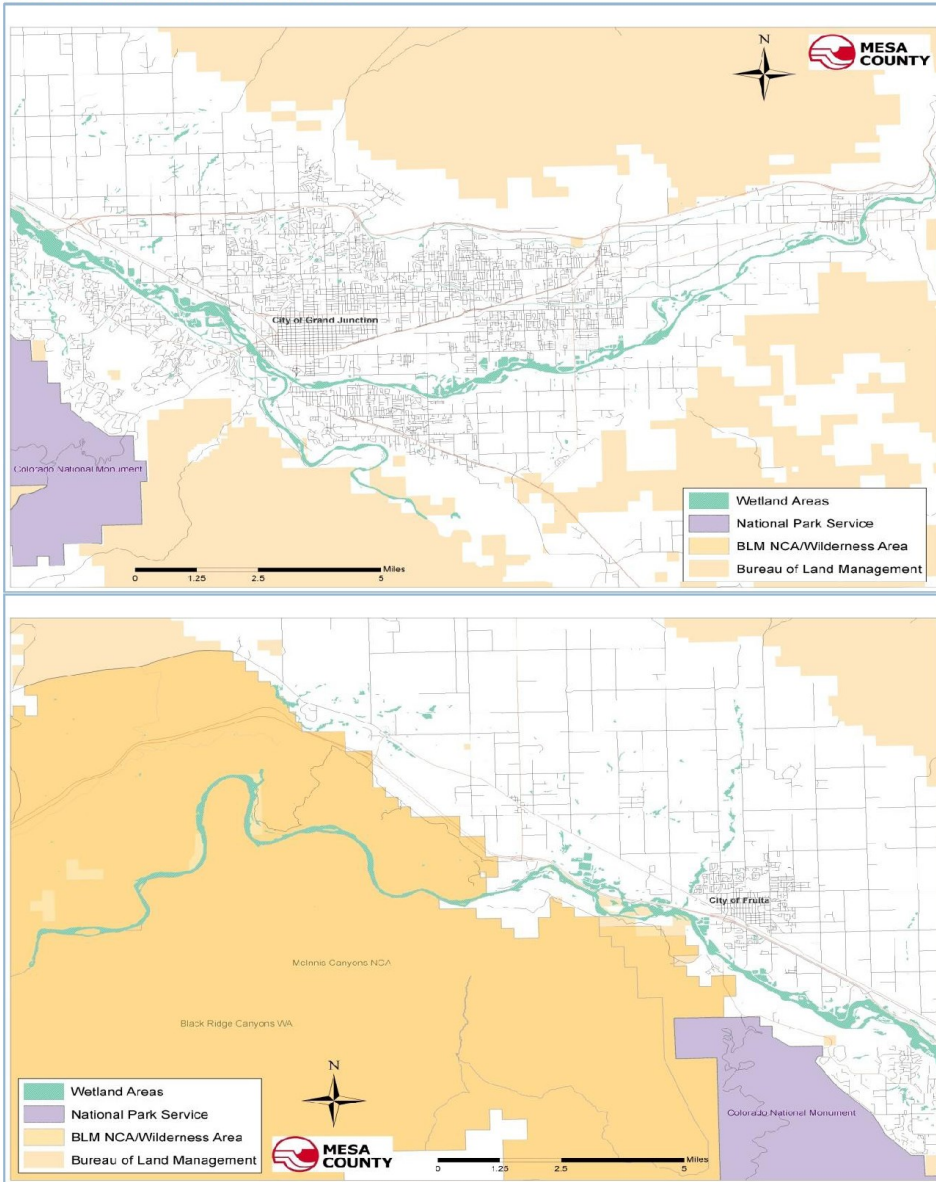 N
MESA
COUNTY
City of Grand Junction
Colorado National Monument
Wetland Areas
National Park Service
BLM NCA/Wilderness Area
Bureau of Land Management
Miles
0 1.25 2.5 5
City of Fruita
McInnis Canyons NCA
Black Ridge Canyons WA
N
Wetland Areas
National Park Service
BLM NCA/Wilderness Area
Bureau of Land Management
MESA
COUNTY
Colorado National Monument
Miles
0 1.25 2.5 5